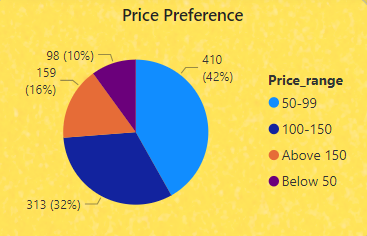 Price Preference
98 (10%)
410
(42%)
159
(16%)
313 (32%)
Price_range
50-99
100-150
Above 150
Below 50